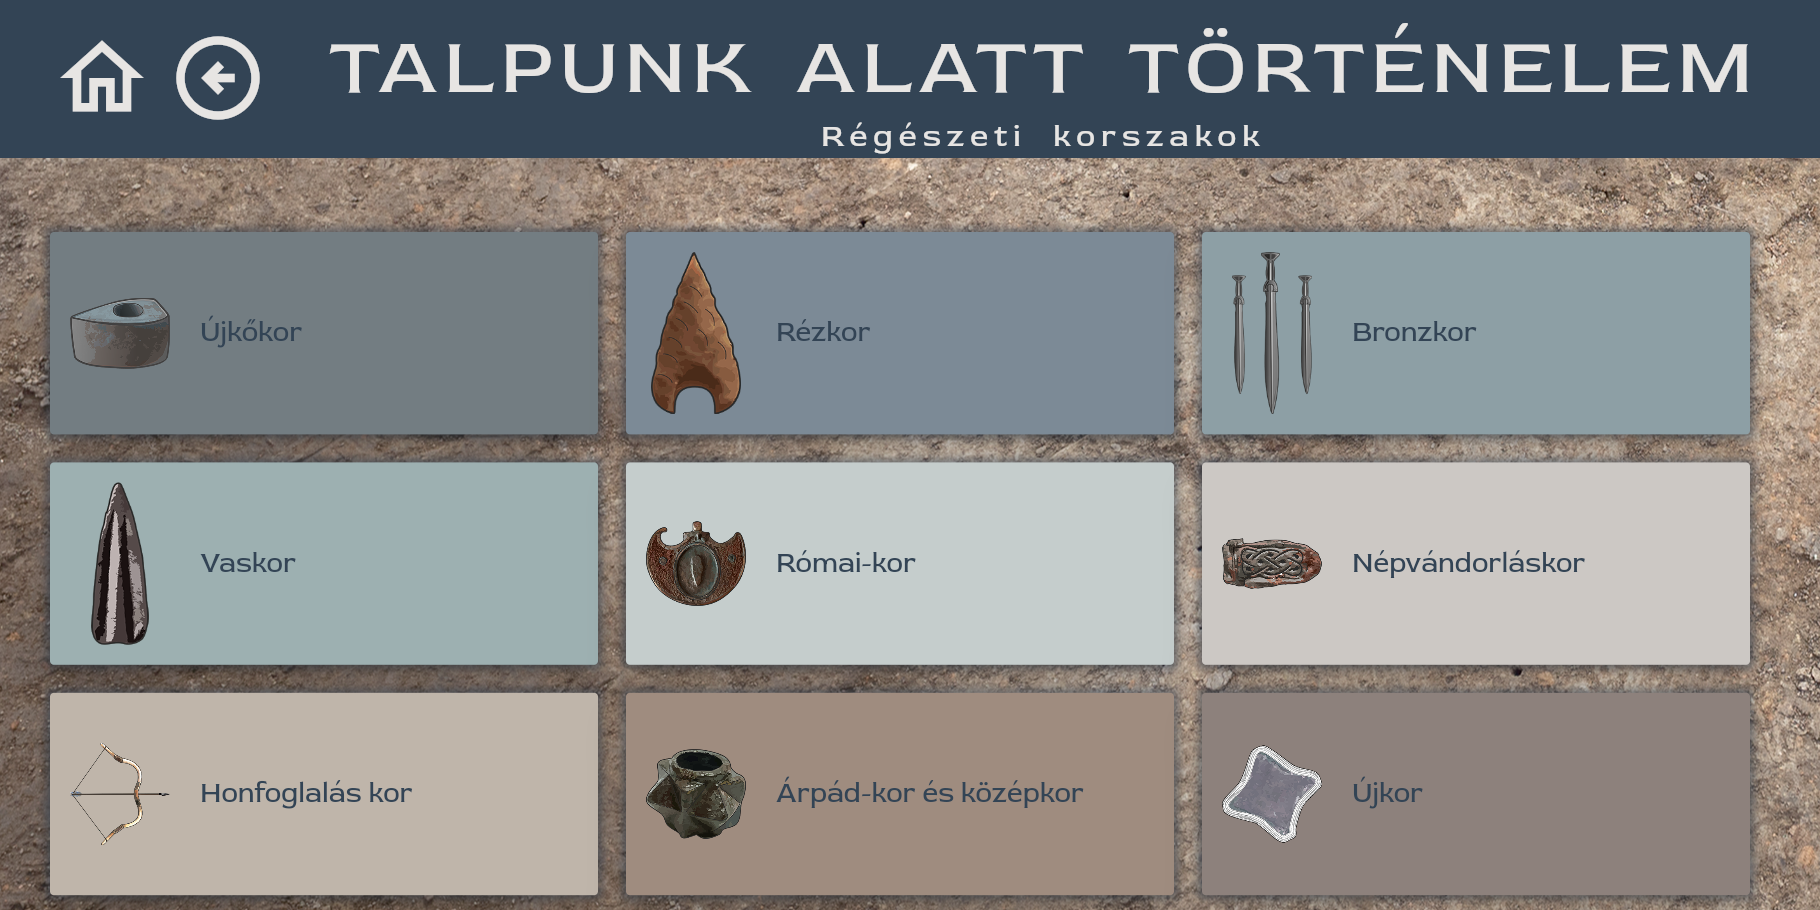 TALPUNK ALATT TÖRTÉNELEM
Régészeti korszakok
Újkőkor
Rézkor
Bronzkor
Vaskor
Római-kor
Népvándorláskor
Honfoglalás kor
Árpád-kor és középkor
Újkor